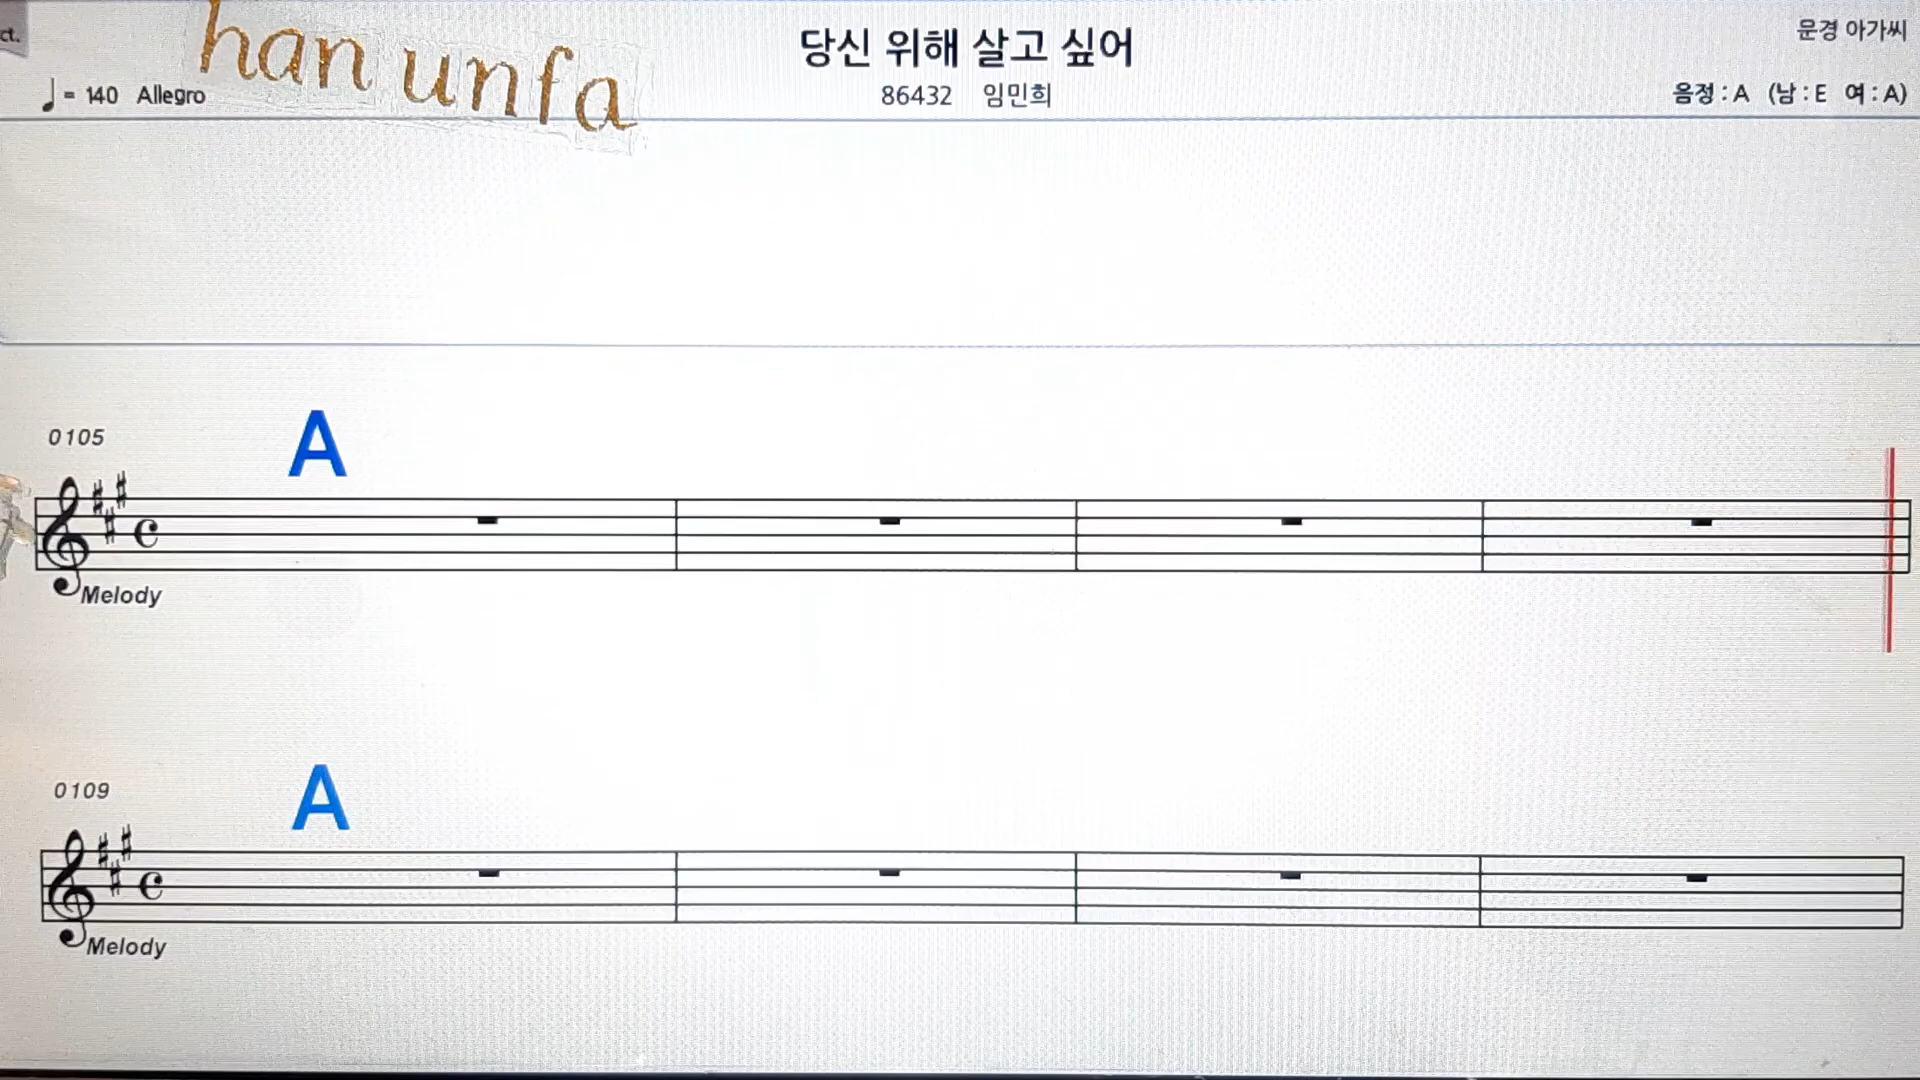 ct.
han unfa
당신 위해 살고 싶어
문경 아가씨
♩= 140 Allegro
86432 임민희
음정 : A (남 : E 여 : A)
0105
A
Melody
0109
A
Melody